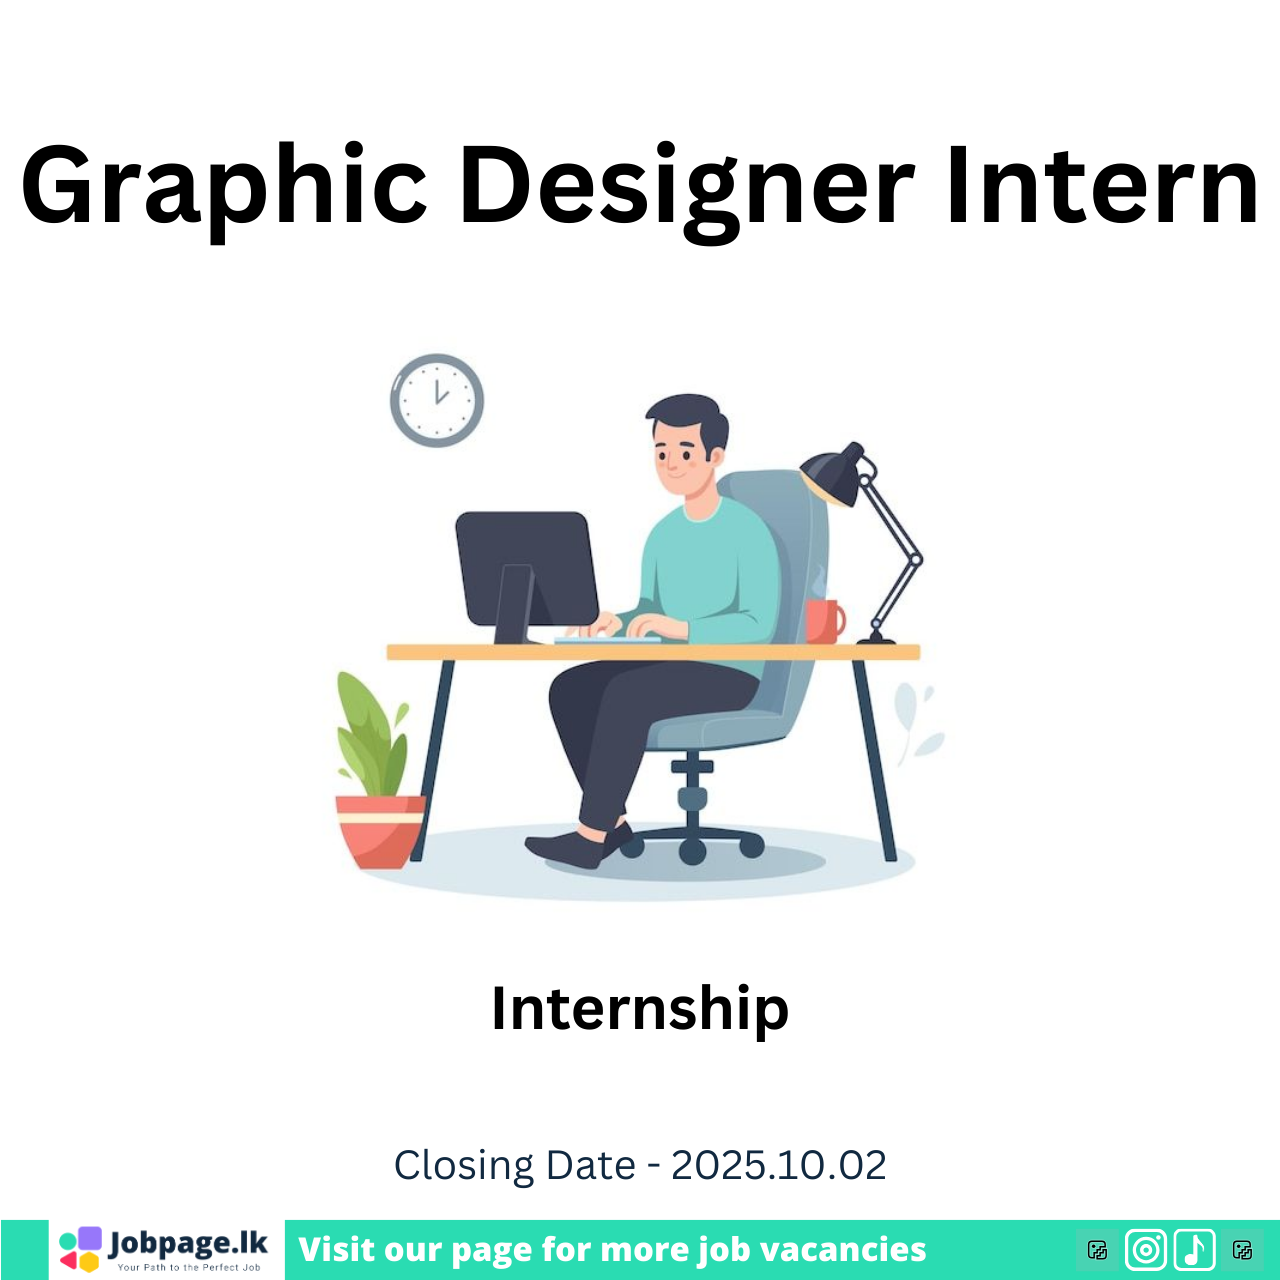 Graphic Designer Intern
Internship
Closing Date - 2025.10.02
Jobpage.lk
Your Path to the Perfect Job
Visit our page for more job vacancies